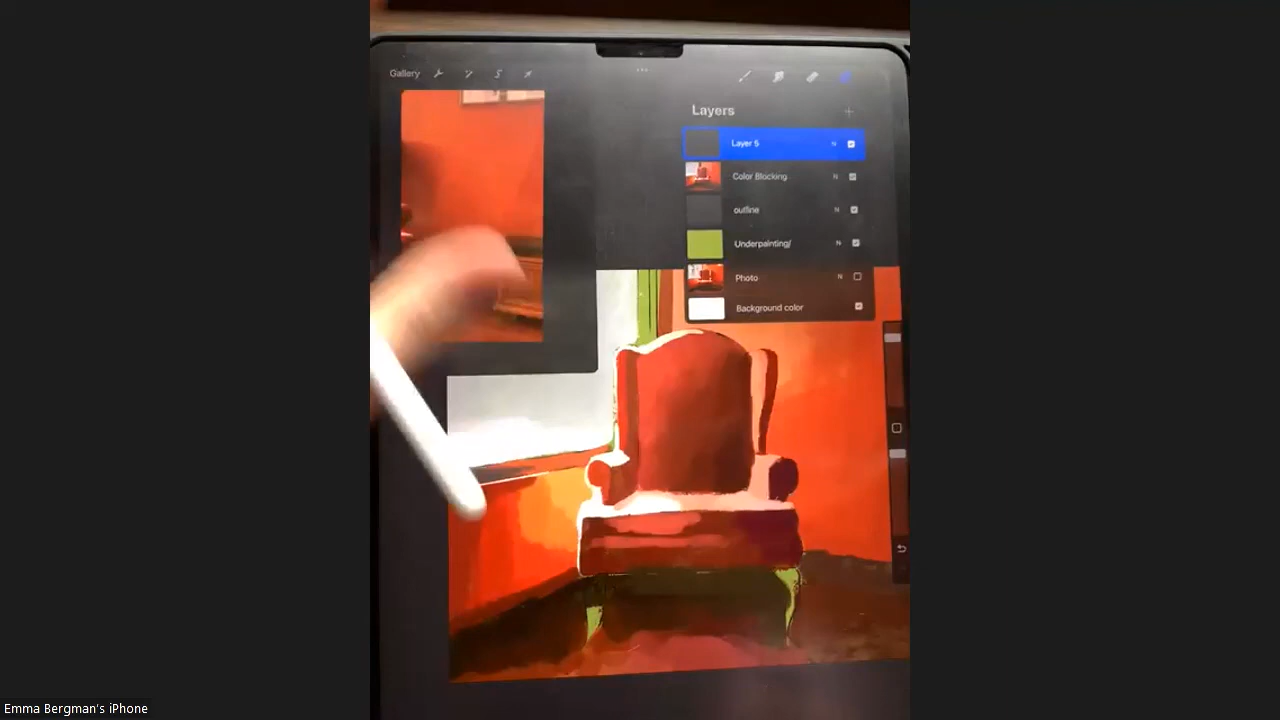 Gallery
Layers
Layer 5 N
Color Blocking N
outline N
Underpainting/ N
Photo N
Background color
Emma Bergman's iPhone